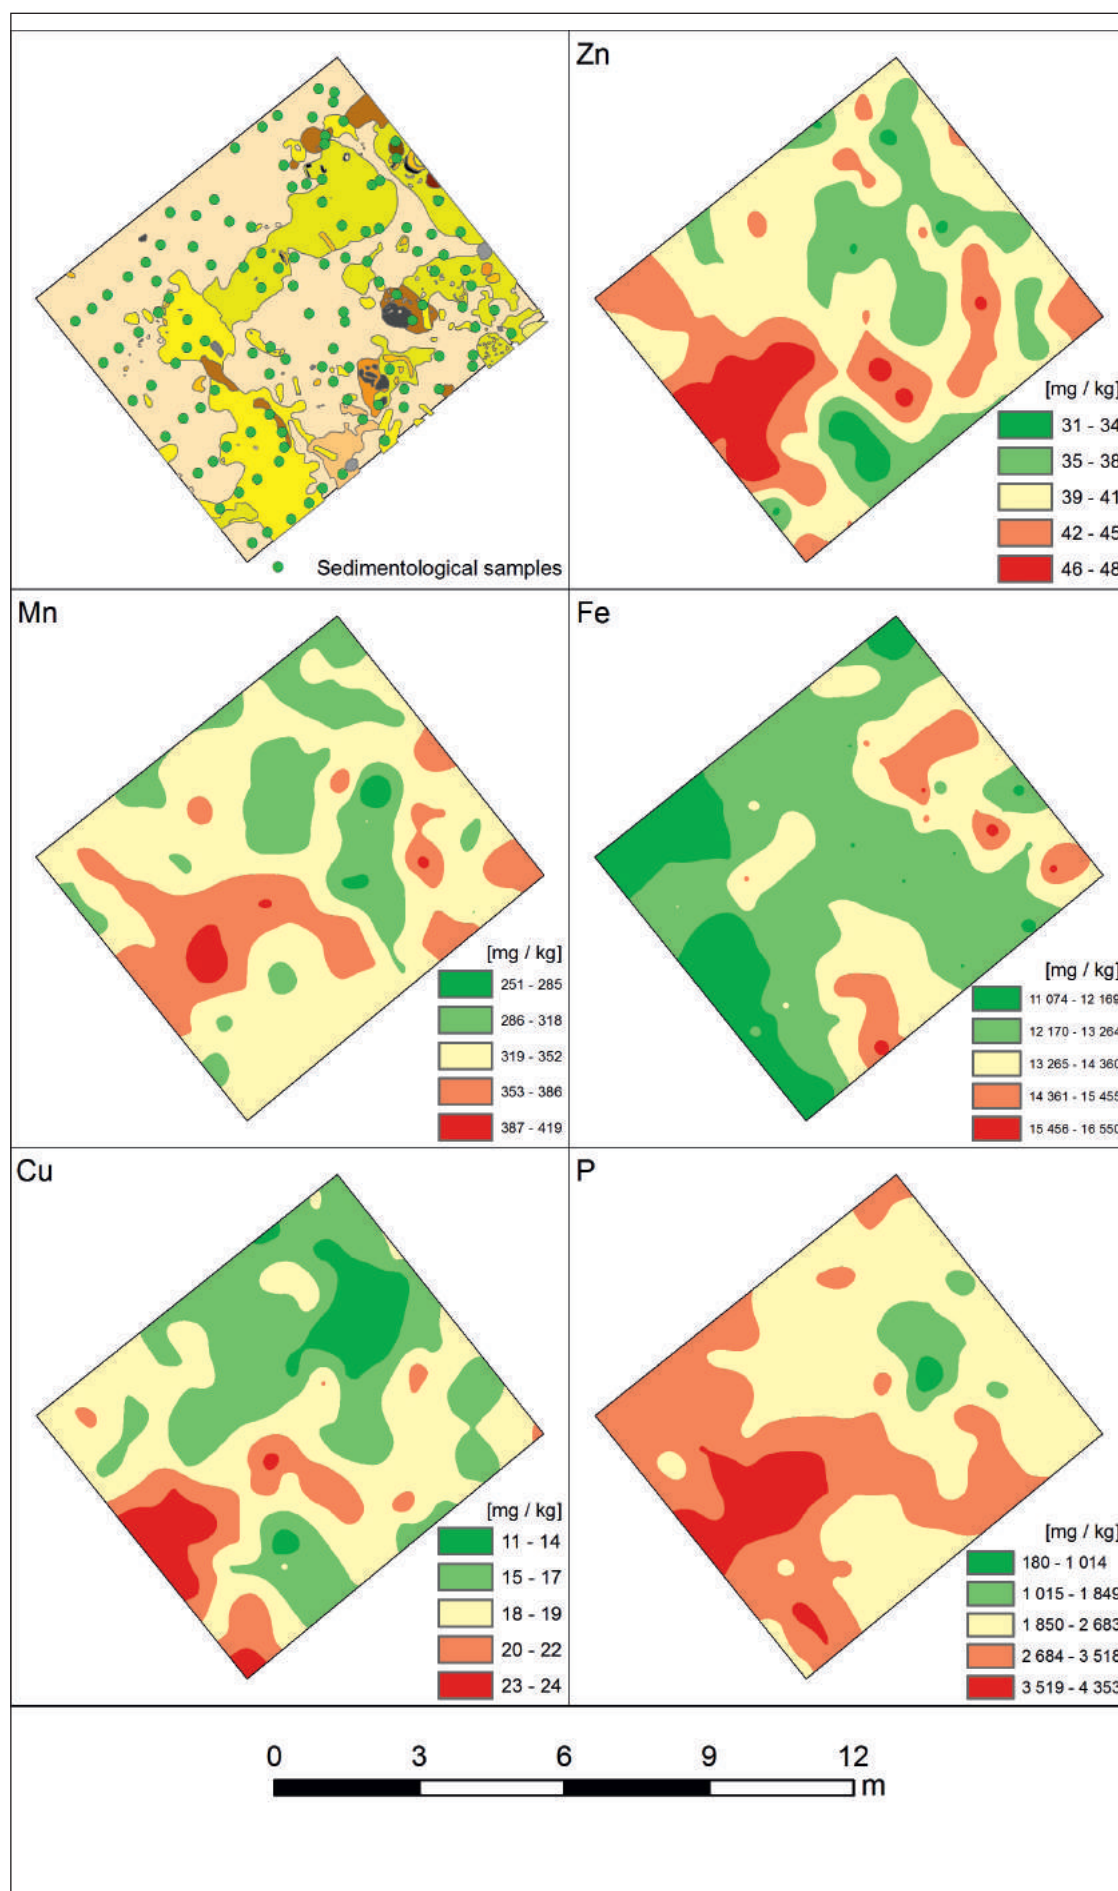 Sedimentological samples
Zn
[mg / kg]
31 - 34
35 - 38
39 - 41
42 - 45
46 - 48
Mn
[mg / kg]
251 - 285
286 - 318
319 - 352
353 - 386
387 - 419
Fe
[mg / kg]
11 074 - 12 169
12 170 - 13 264
13 265 - 14 360
14 361 - 15 455
15 456 - 16 550
Cu
[mg / kg]
11 - 14
15 - 17
18 - 19
20 - 22
23 - 24
P
[mg / kg]
180 - 1 014
1 015 - 1 849
1 850 - 2 683
2 684 - 3 518
3 519 - 4 353
0 3 6 9 12
m